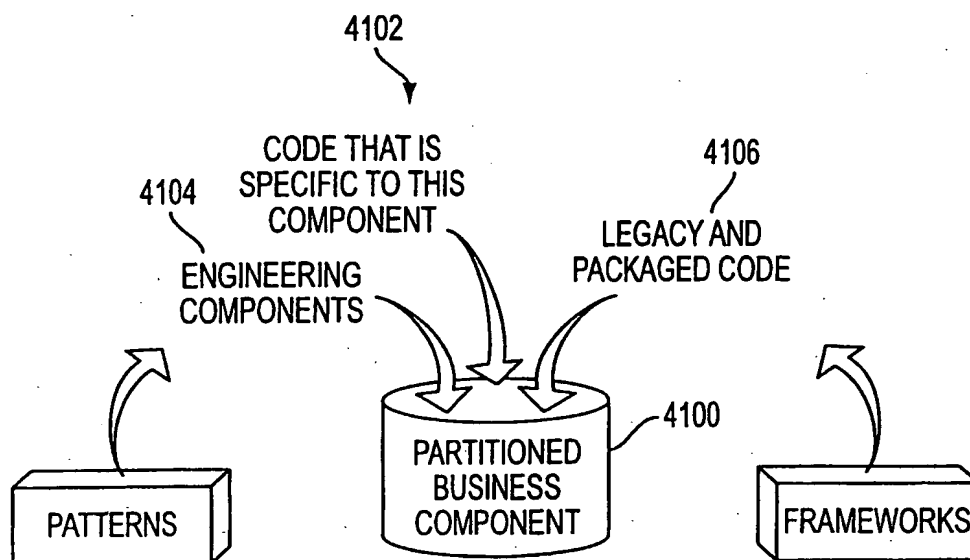 4102
CODE THAT IS
SPECIFIC TO THIS
COMPONENT
4104
ENGINEERING
COMPONENTS
4106
LEGACY AND
PACKAGED CODE
4100
PARTITIONED
BUSINESS
COMPONENT
PATTERNS
FRAMEWORKS